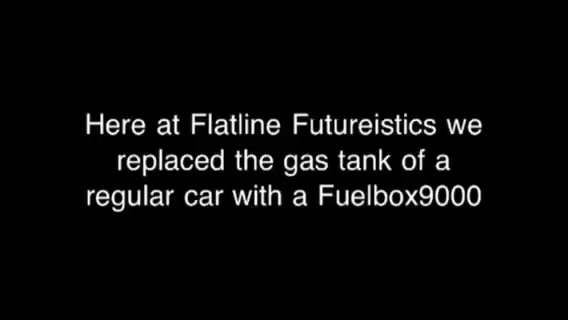 Here at Flatline Futureistics we
replaced the gas tank of a
regular car with a Fuelbox9000